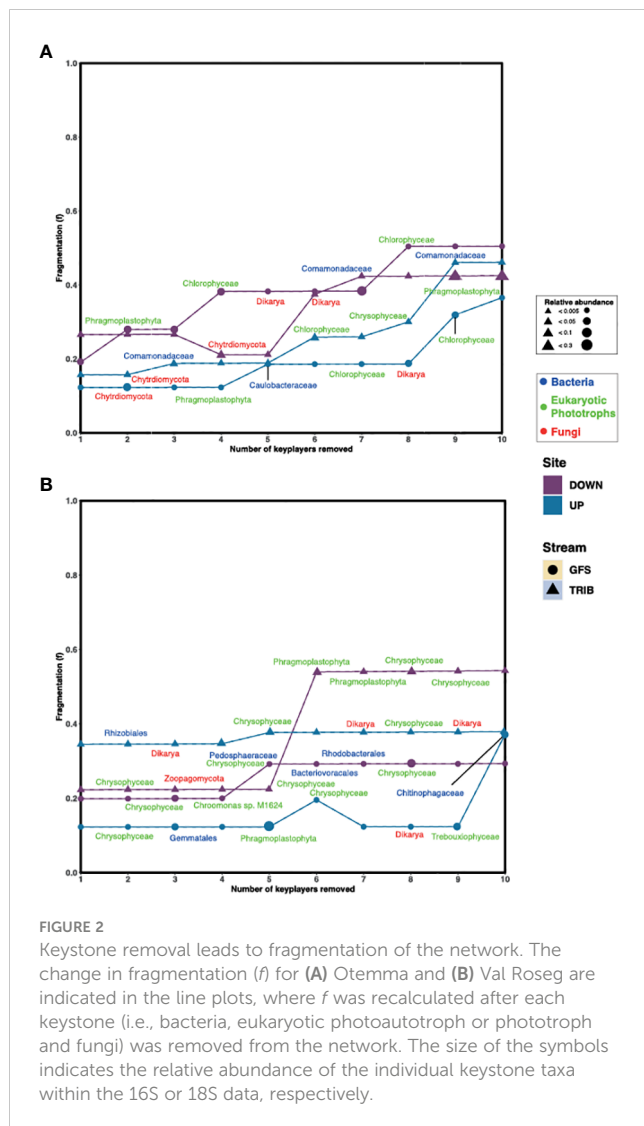 A
1.0
0.8
0.6
0.4
0.2
0.0
Fragmentation (f)
Chlorophyceae
Comamonadaceae
Chlorophyceae
Chrysophyceae
Phragmoplastophyta
Phragmoplastophyta
Dikarya
Dikarya
Chlorophyceae
Chytrdiomycota
Comamonadaceae
Chlorophyceae
Chytrdiomycota
Caulobacteraceae
Chlorophyceae
Chytrdiomycota
Phragmoplastophyta
Dikarya
1 2 3 4 5 6 7 8 9 10
Number of keyplayers removed
Relative abundance
< 0.005
< 0.05
< 0.1
< 0.3
Bacteria
Eukaryotic
Phototrophs
Fungi
Site
DOWN
UP
Stream
GFS
TRIB
B
1.0
0.8
0.6
0.4
0.2
0.0
Fragmentation (f)
Phragmoplastophyta
Chrysophyceae
Phragmoplastophyta
Chrysophyceae
Rhizobiales
Chrysophyceae
Dikarya
Chrysophyceae
Dikarya
Dikarya
Pedosphaeraceae
Rhodobacterales
Chrysophyceae
Zoopagomycota
Bacteriovoracales
Chrysophyceae
Chrysophyceae
Chrysophyceae
Chrysophyceae
Chitinophagaceae
Chrysophyceae
Chroomonas sp. M1624
Chrysophyceae
Gemmatales
Phragmoplastophyta
Dikarya
Trebouxiophyceae
1 2 3 4 5 6 7 8 9 10
Number of keyplayers removed
FIGURE 2
Keystone removal leads to fragmentation of the network. The
change in fragmentation (f) for (A) Otemma and (B) Val Roseg are
indicated in the line plots, where f was recalculated after each
keystone (i.e., bacteria, eukaryotic photoautotroph or phototroph
and fungi) was removed from the network. The size of the symbols
indicates the relative abundance of the individual keystone taxa
within the 16S or 18S data, respectively.